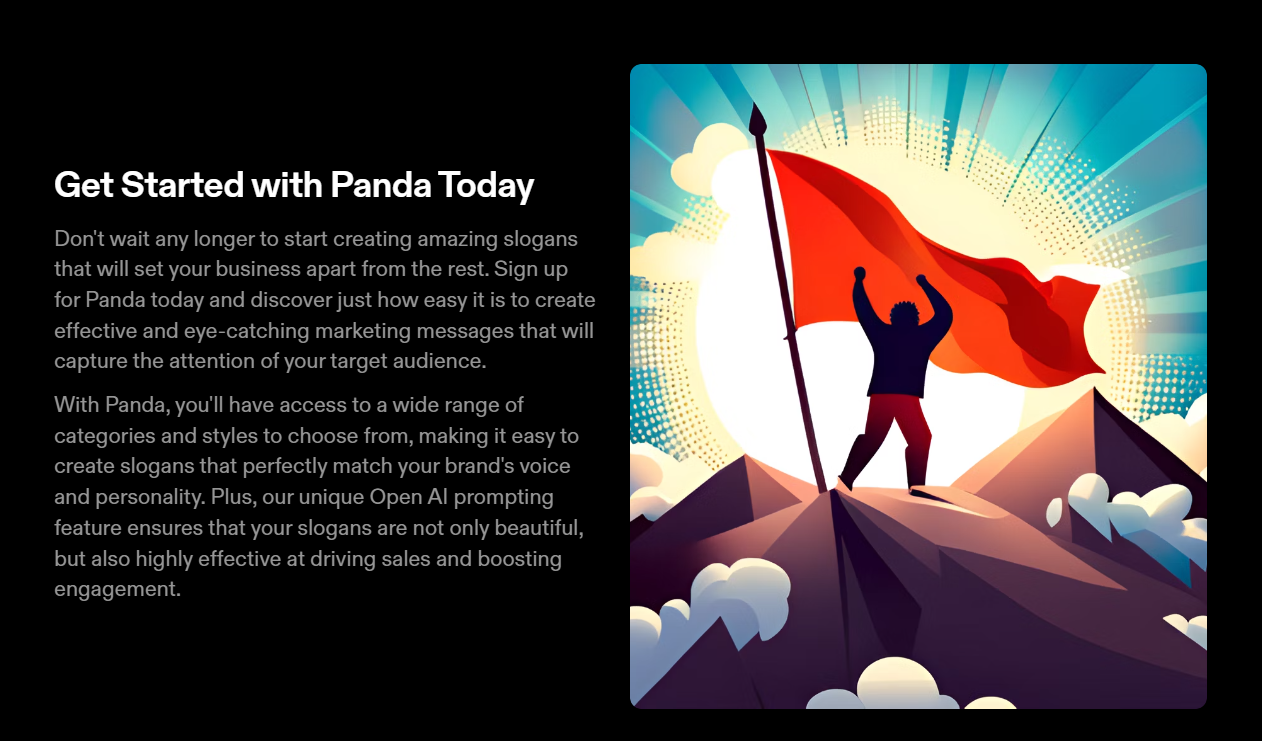 Get Started with Panda Today
Don't wait any longer to start creating amazing slogans
that will set your business apart from the rest. Sign up
for Panda today and discover just how easy it is to create
effective and eye-catching marketing messages that will
capture the attention of your target audience.
With Panda, you'll have access to a wide range of
categories and styles to choose from, making it easy to
create slogans that perfectly match your brand's voice
and personality. Plus, our unique Open AI prompting
feature ensures that your slogans are not only beautiful,
but also highly effective at driving sales and boosting
engagement.